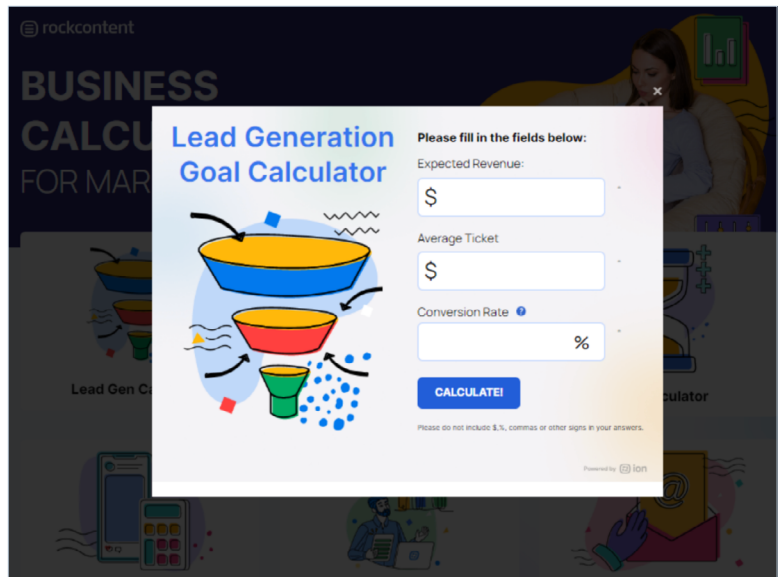 rockcontent
BUSINESS
CALCU
FOR MAR
×
Lead Generation
Goal Calculator
Please fill in the fields below:
Expected Revenue:
$
*
Average Ticket
$
*
Conversion Rate ?
%
*
CALCULATE!
Please do not include $,%, commas or other signs in your answers.
Powered by ion
Lead Gen Ca
culator
@